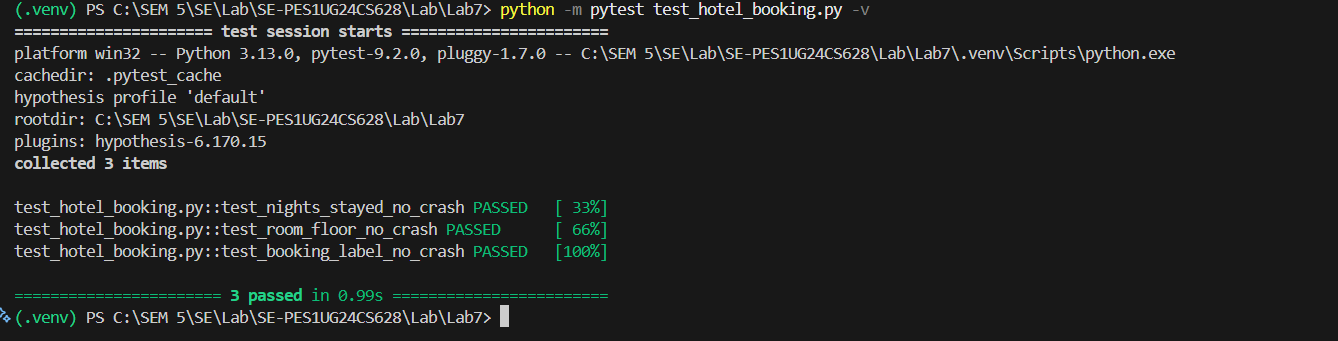 (.venv) PS C:\SEM 5\SE\Lab\SE-PES1UG24CS628\Lab\Lab7> python -m pytest test_hotel_booking.py -v
====================== test session starts =======================
platform win32 -- Python 3.13.0, pytest-9.2.0, pluggy-1.7.0 -- C:\SEM 5\SE\Lab\SE-PES1UG24CS628\Lab\Lab7\.venv\Scripts\python.exe
cachedir: .pytest_cache
hypothesis profile 'default'
rootdir: C:\SEM 5\SE\Lab\SE-PES1UG24CS628\Lab\Lab7
plugins: hypothesis-6.170.15
collected 3 items
test_hotel_booking.py::test_nights_stayed_no_crash PASSED   [ 33%]
test_hotel_booking.py::test_room_floor_no_crash PASSED      [ 66%]
test_hotel_booking.py::test_booking_label_no_crash PASSED   [100%]
======================= 3 passed in 0.99s ========================
(.venv) PS C:\SEM 5\SE\Lab\SE-PES1UG24CS628\Lab\Lab7>